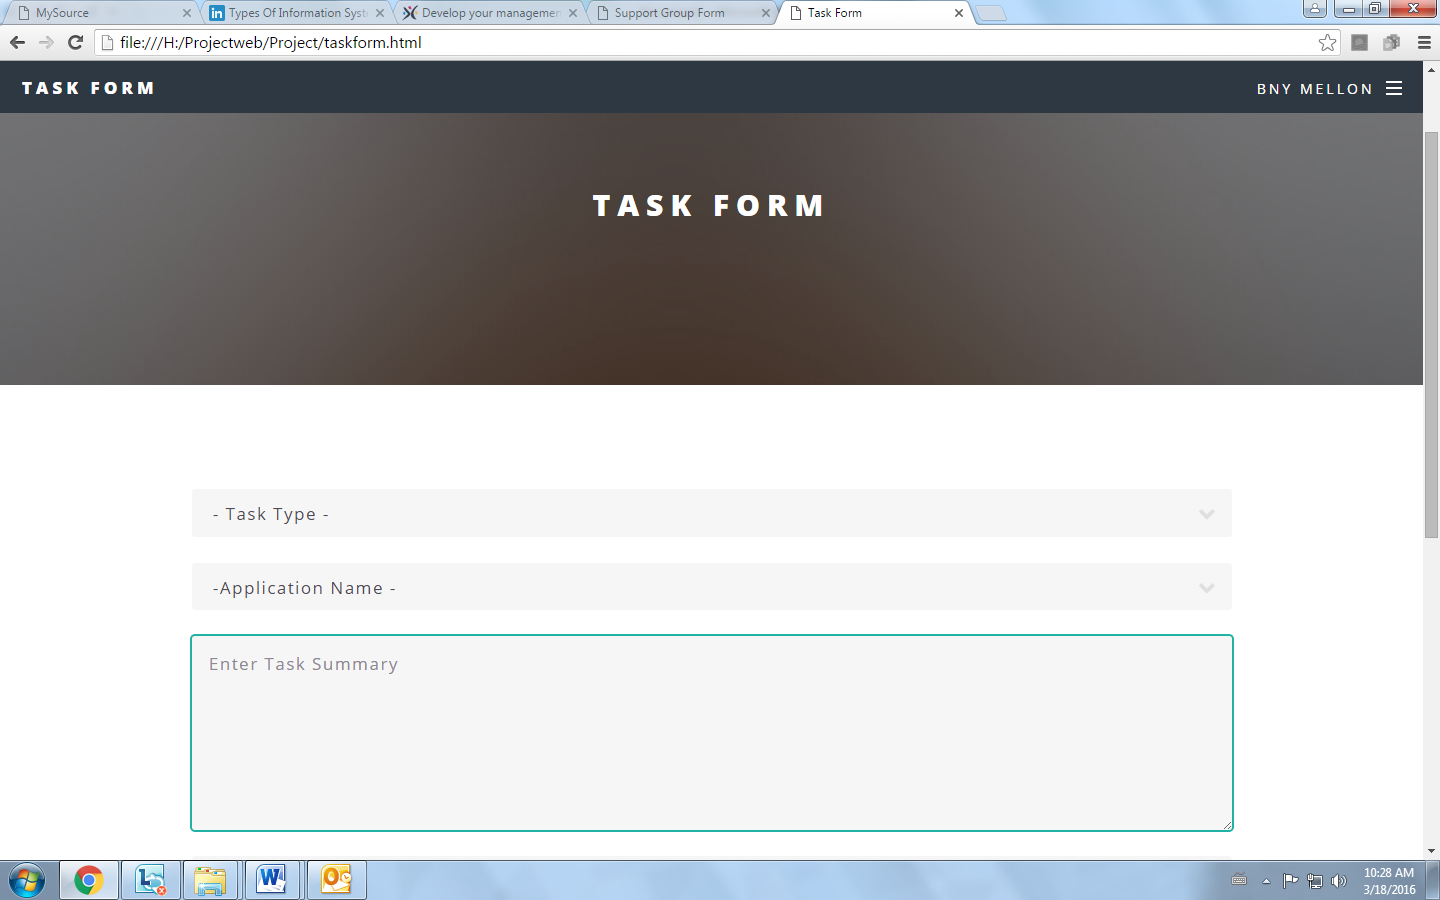 MySource
Types Of Information Syst
Develop your managemen
Support Group Form
Task Form
file:///H:/Projectweb/Project/taskform.html
TASK FORM
BNY MELLON
TASK FORM
- Task Type -
-Application Name -
Enter Task Summary
10:28 AM
3/18/2016